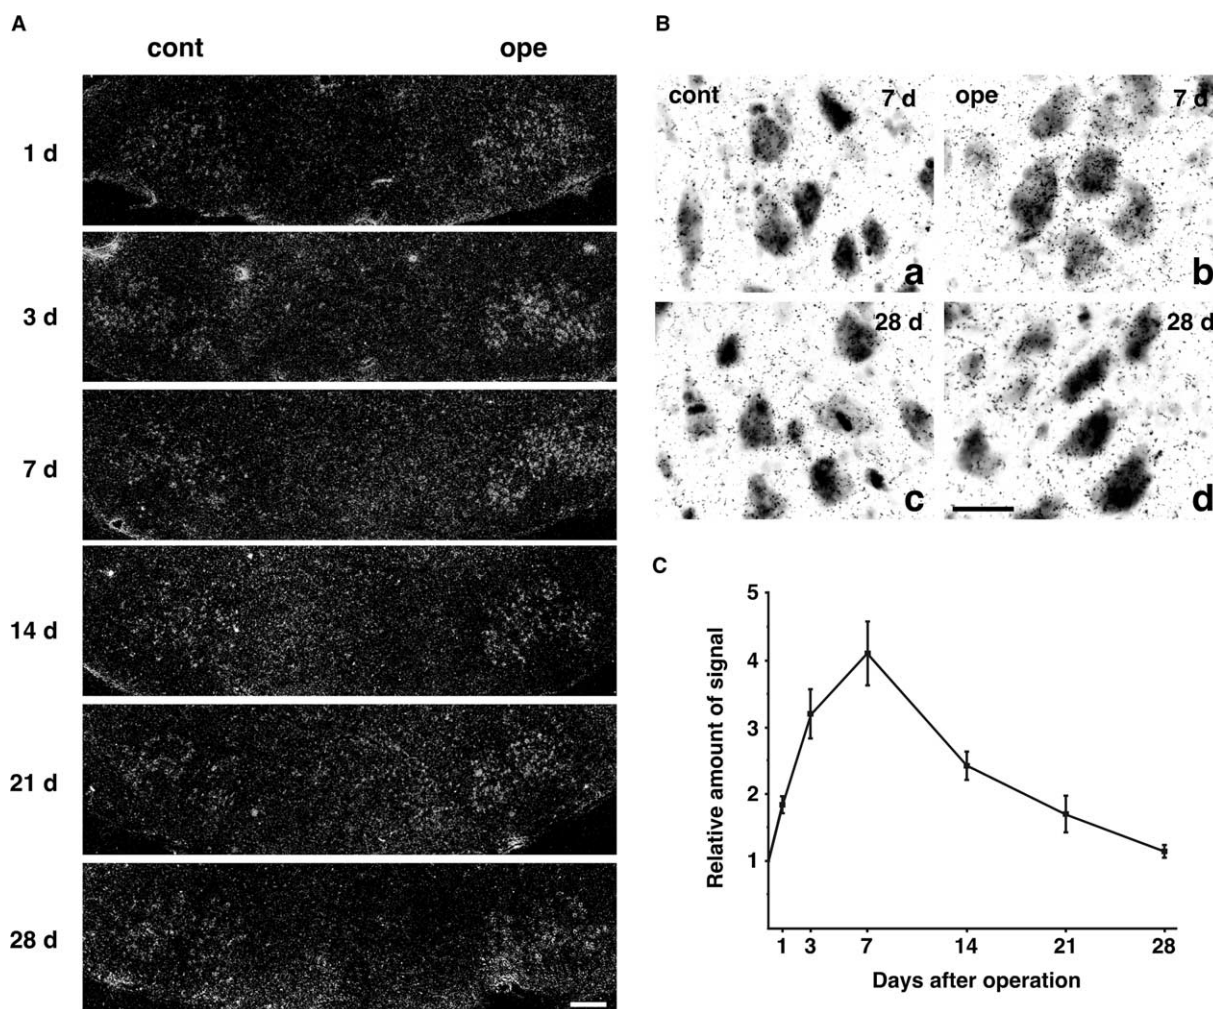 A
cont ope
1 d
3 d
7 d
14 d
21 d
28 d
B
cont 7 d
a
ope 7 d
b
28 d
c
28 d
d
C
Relative amount of signal
5
4
3
2
1
1 3 7 14 21 28
Days after operation